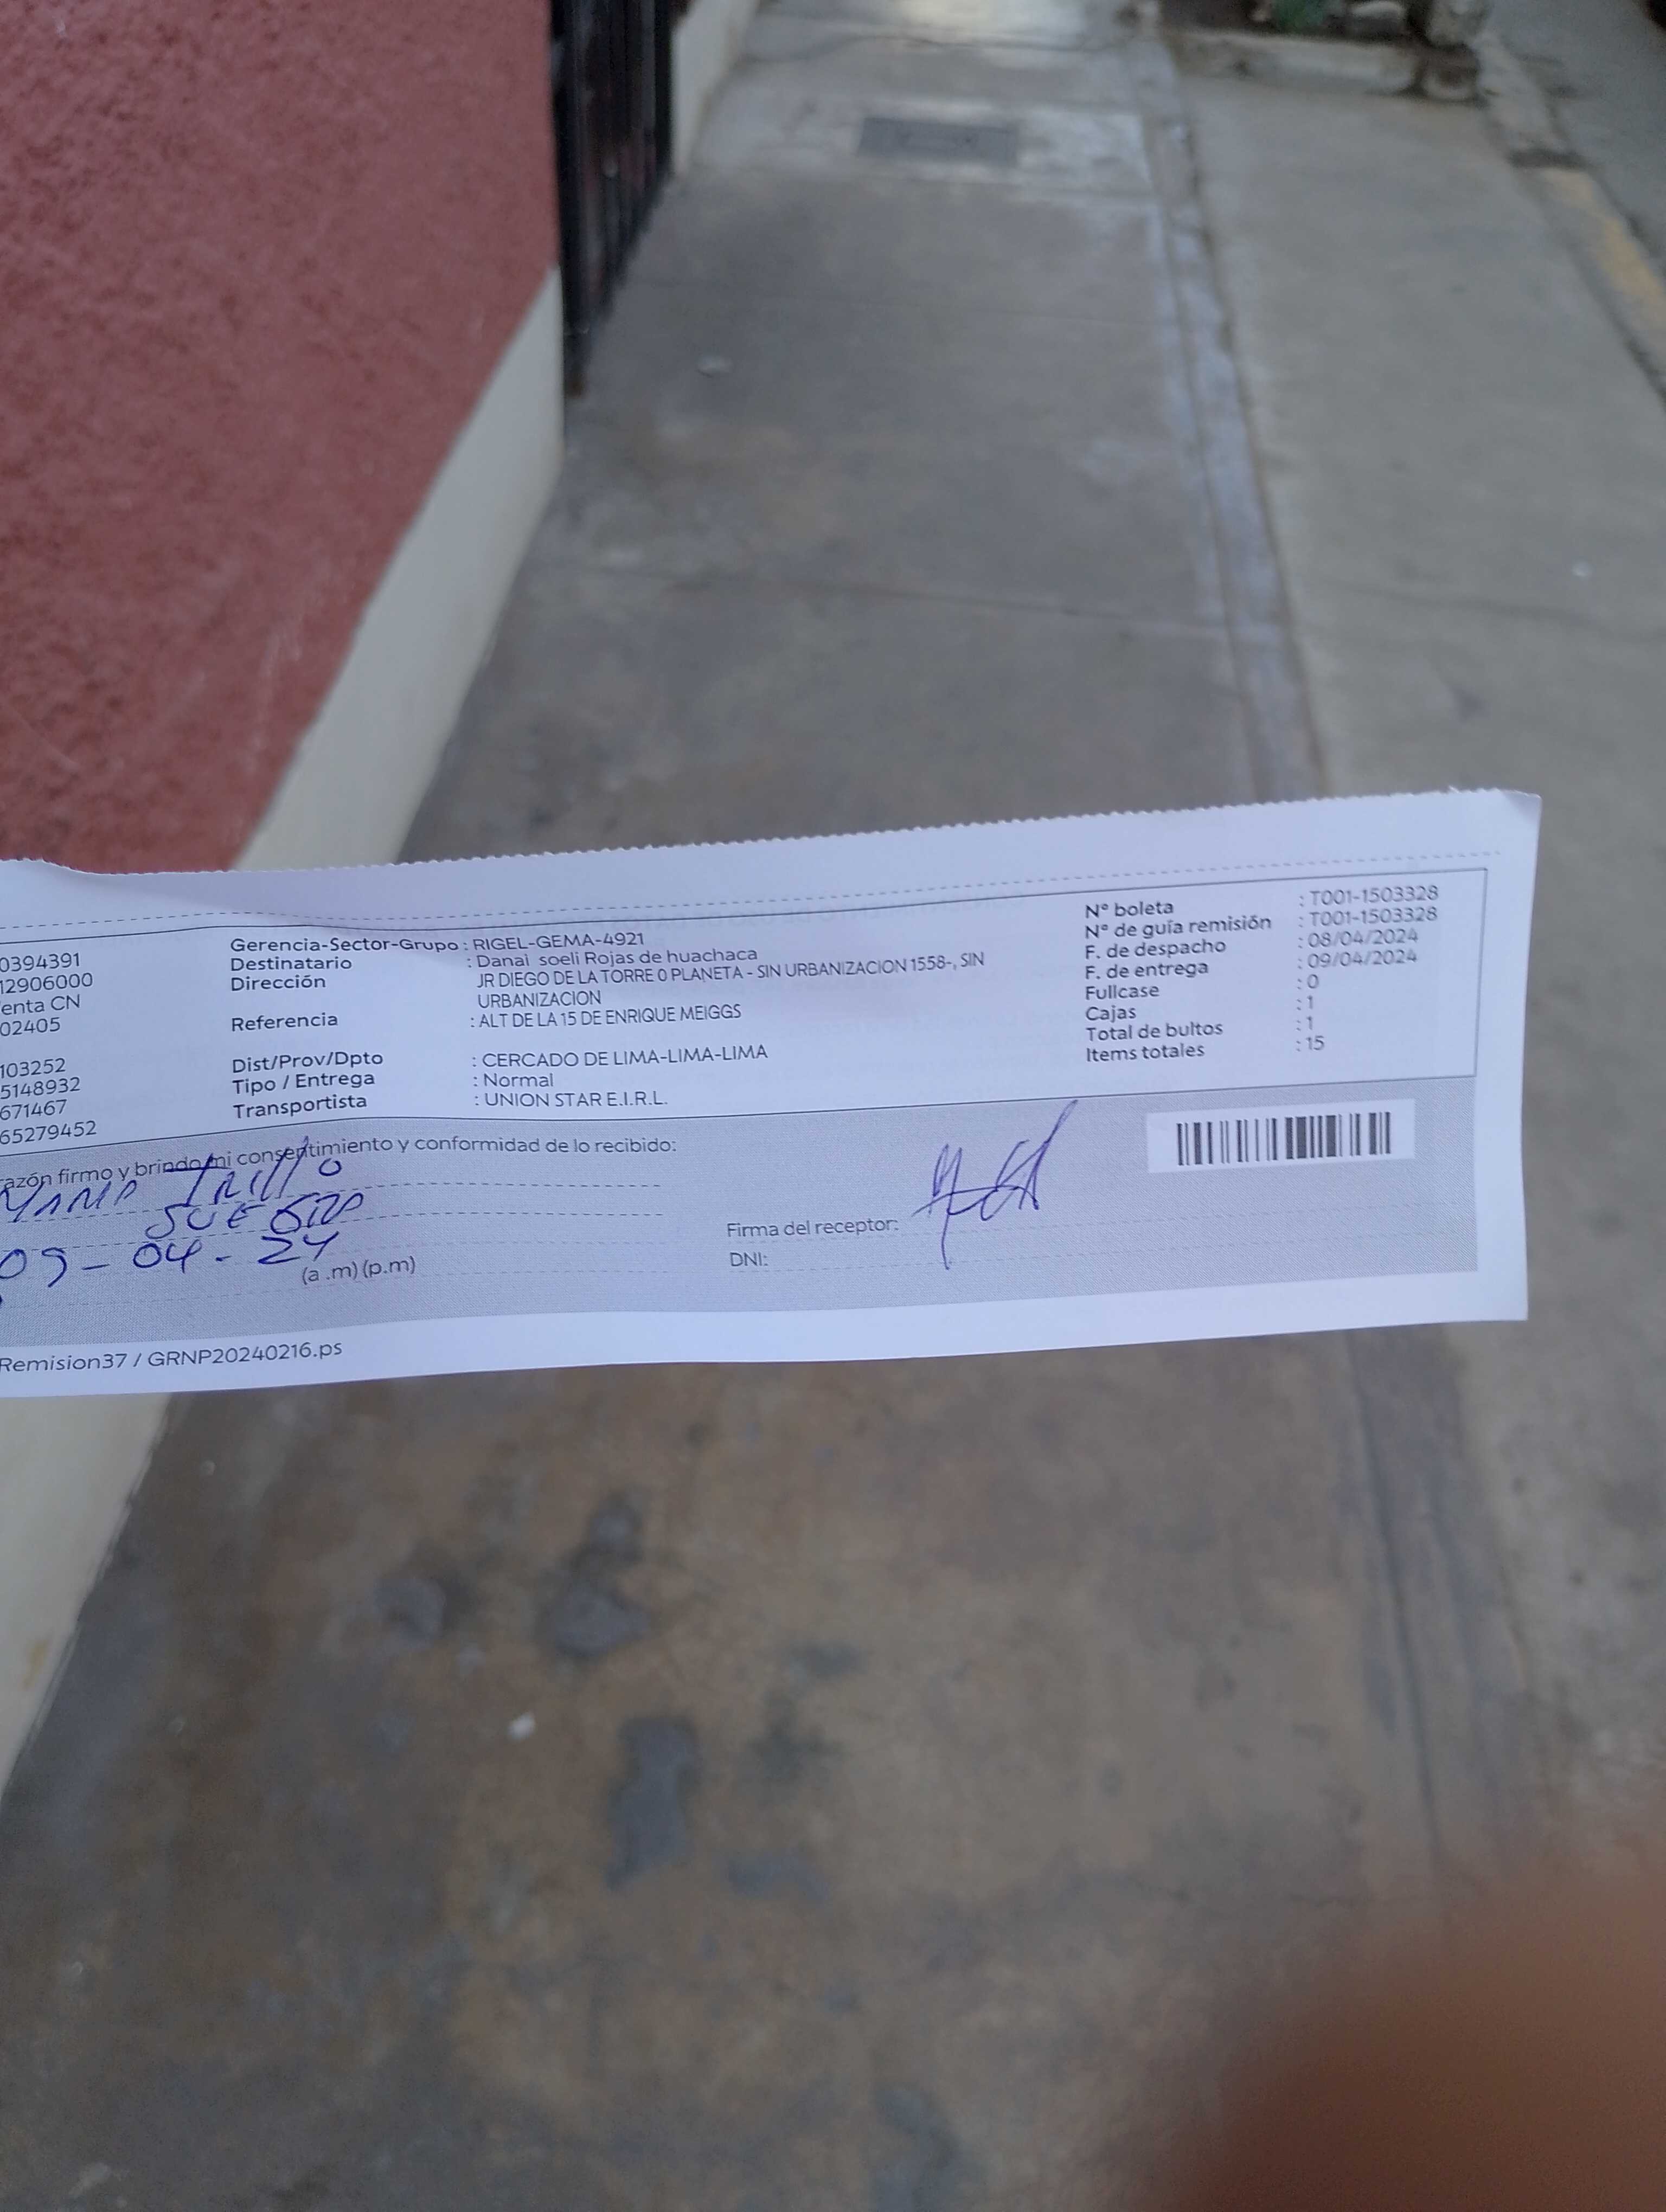 0394391
12906000
enta CN
02405
103252
5148932
671467
65279452
Gerencia-Sector-Grupo : RIGEL-GEMA-4921
Destinatario : Danai soeli Rojas de huachaca
Dirección JR DIEGO DE LA TORRE 0 PLANETA - SIN URBANIZACION 1558-, SIN
URBANIZACION
Referencia : ALT DE LA 15 DE ENRIQUE MEIGGS
Dist/Prov/Dpto : CERCADO DE LIMA-LIMA-LIMA
Tipo / Entrega : Normal
Transportista : UNION STAR E.I.R.L.
N° boleta : T001-1503328
N° de guía remisión : T001-1503328
F. de despacho : 08/04/2024
F. de entrega : 09/04/2024
Fullcase : 0
Cajas : 1
Total de bultos : 1
Items totales : 15
razón firmo y brindo mi consentimiento y conformidad de lo recibido:
Trillo
SUEGRO
09-04-24
(a .m) (p.m)
Firma del receptor:
DNI:
Remision37 / GRNP20240216.ps